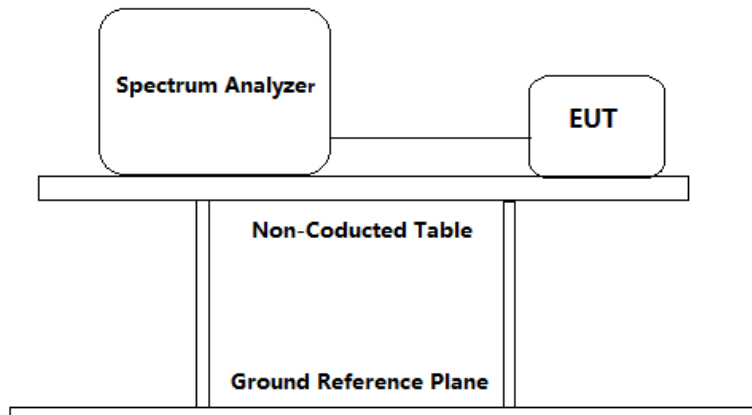 Spectrum Analyzer
EUT
Non-Coducted Table
Ground Reference Plane